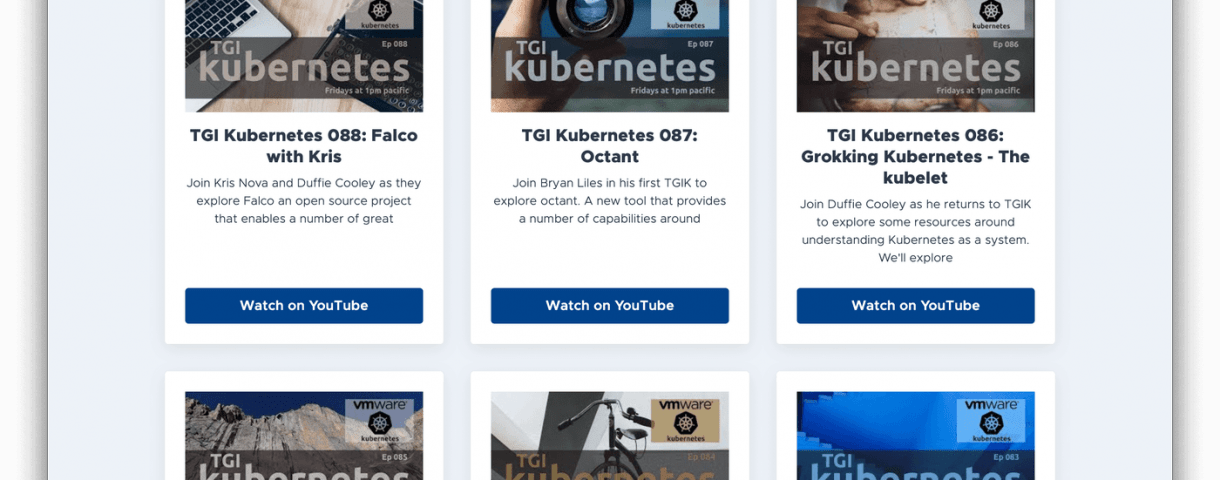 kubernetes
kubernetes
kubernetes
Ep 088
Ep 087
Ep 086
TGI
TGI
TGI
kubernetes
kubernetes
kubernetes
Fridays at 1pm pacific
Fridays at 1pm pacific
Fridays at 1pm pacific
TGI Kubernetes 088: Falco
with Kris
Join Kris Nova and Duffie Cooley as they
explore Falco an open source project
that enables a number of great
Watch on YouTube
TGI Kubernetes 087:
Octant
Join Bryan Liles in his first TGIK to
explore octant. A new tool that provides
a number of capabilities around
Watch on YouTube
TGI Kubernetes 086:
Grokking Kubernetes - The
kubelet
Join Duffie Cooley as he returns to TGIK
to explore some resources around
understanding Kubernetes as a system.
We'll explore
Watch on YouTube
vmware
kubernetes
Ep 085
TGI
kubernetes
vmware
kubernetes
Ep 084
TGI
kubernetes
vmware
kubernetes
Ep 083
TGI
kubernetes